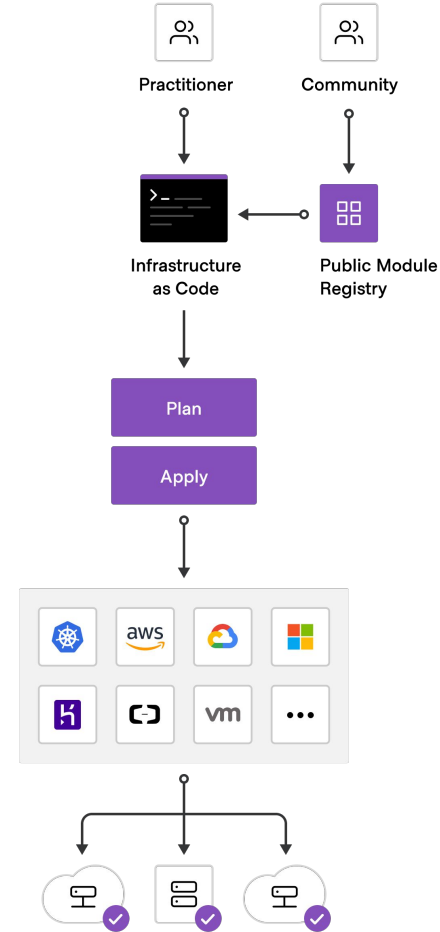 Practitioner
Community
Infrastructure
as Code
Public Module
Registry
Plan
Apply
aws
vm